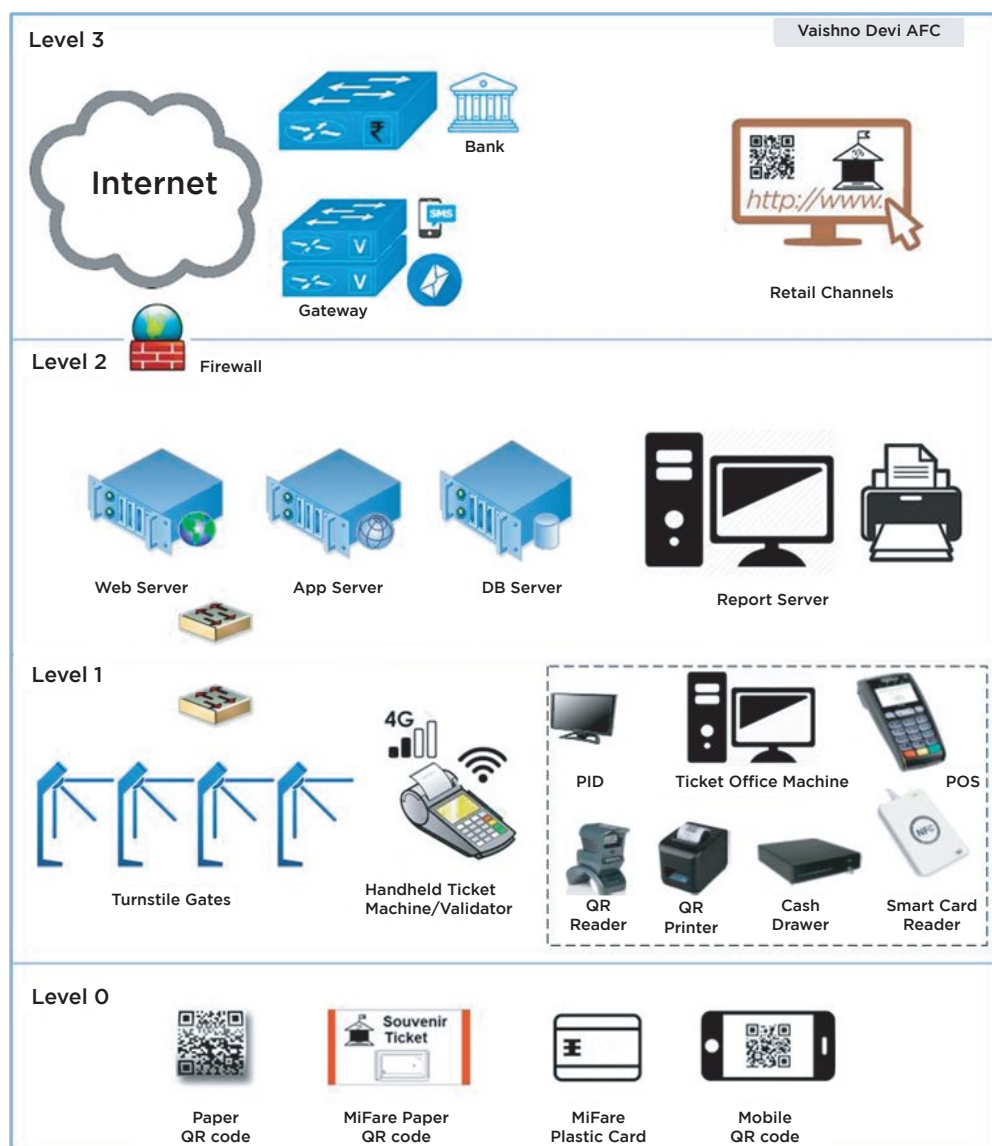 Level 3
Vaishno Devi AFC
Internet
₹
Bank
SMS
V
V
Gateway
http://www.
Retail Channels
Level 2
Firewall
Web Server
App Server
DB Server
Report Server
Level 1
4G
PID
Ticket Office Machine
POS
NFC
Turnstile Gates
Handheld Ticket
Machine/Validator
QR
Reader
QR
Printer
Cash
Drawer
Smart Card
Reader
Level 0
Souvenir
Ticket
Paper
QR code
MiFare Paper
QR code
MiFare
Plastic Card
Mobile
QR code